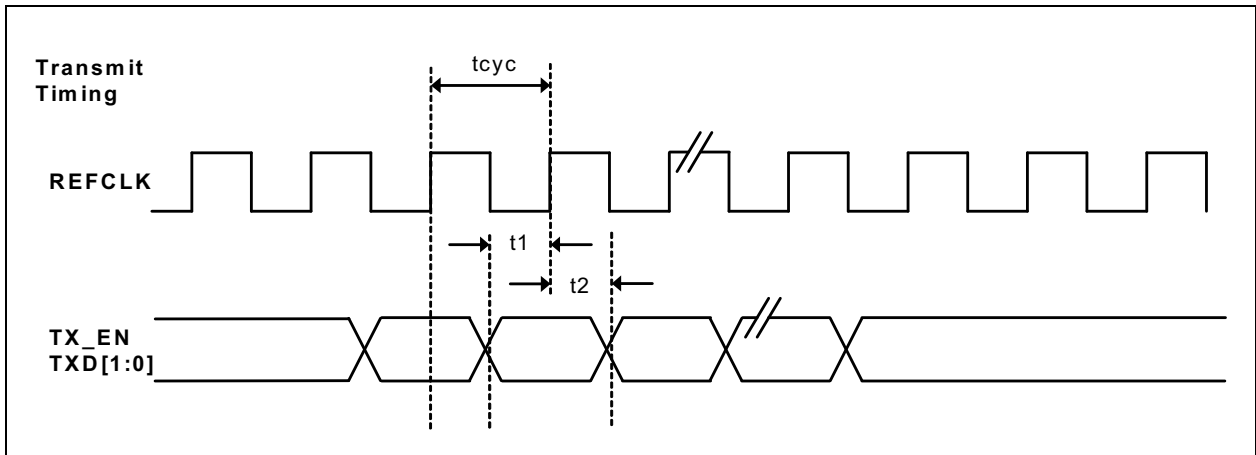 Transmit
Timing
tcyc
REFCLK
t1
t2
TX_EN
TXD[1:0]